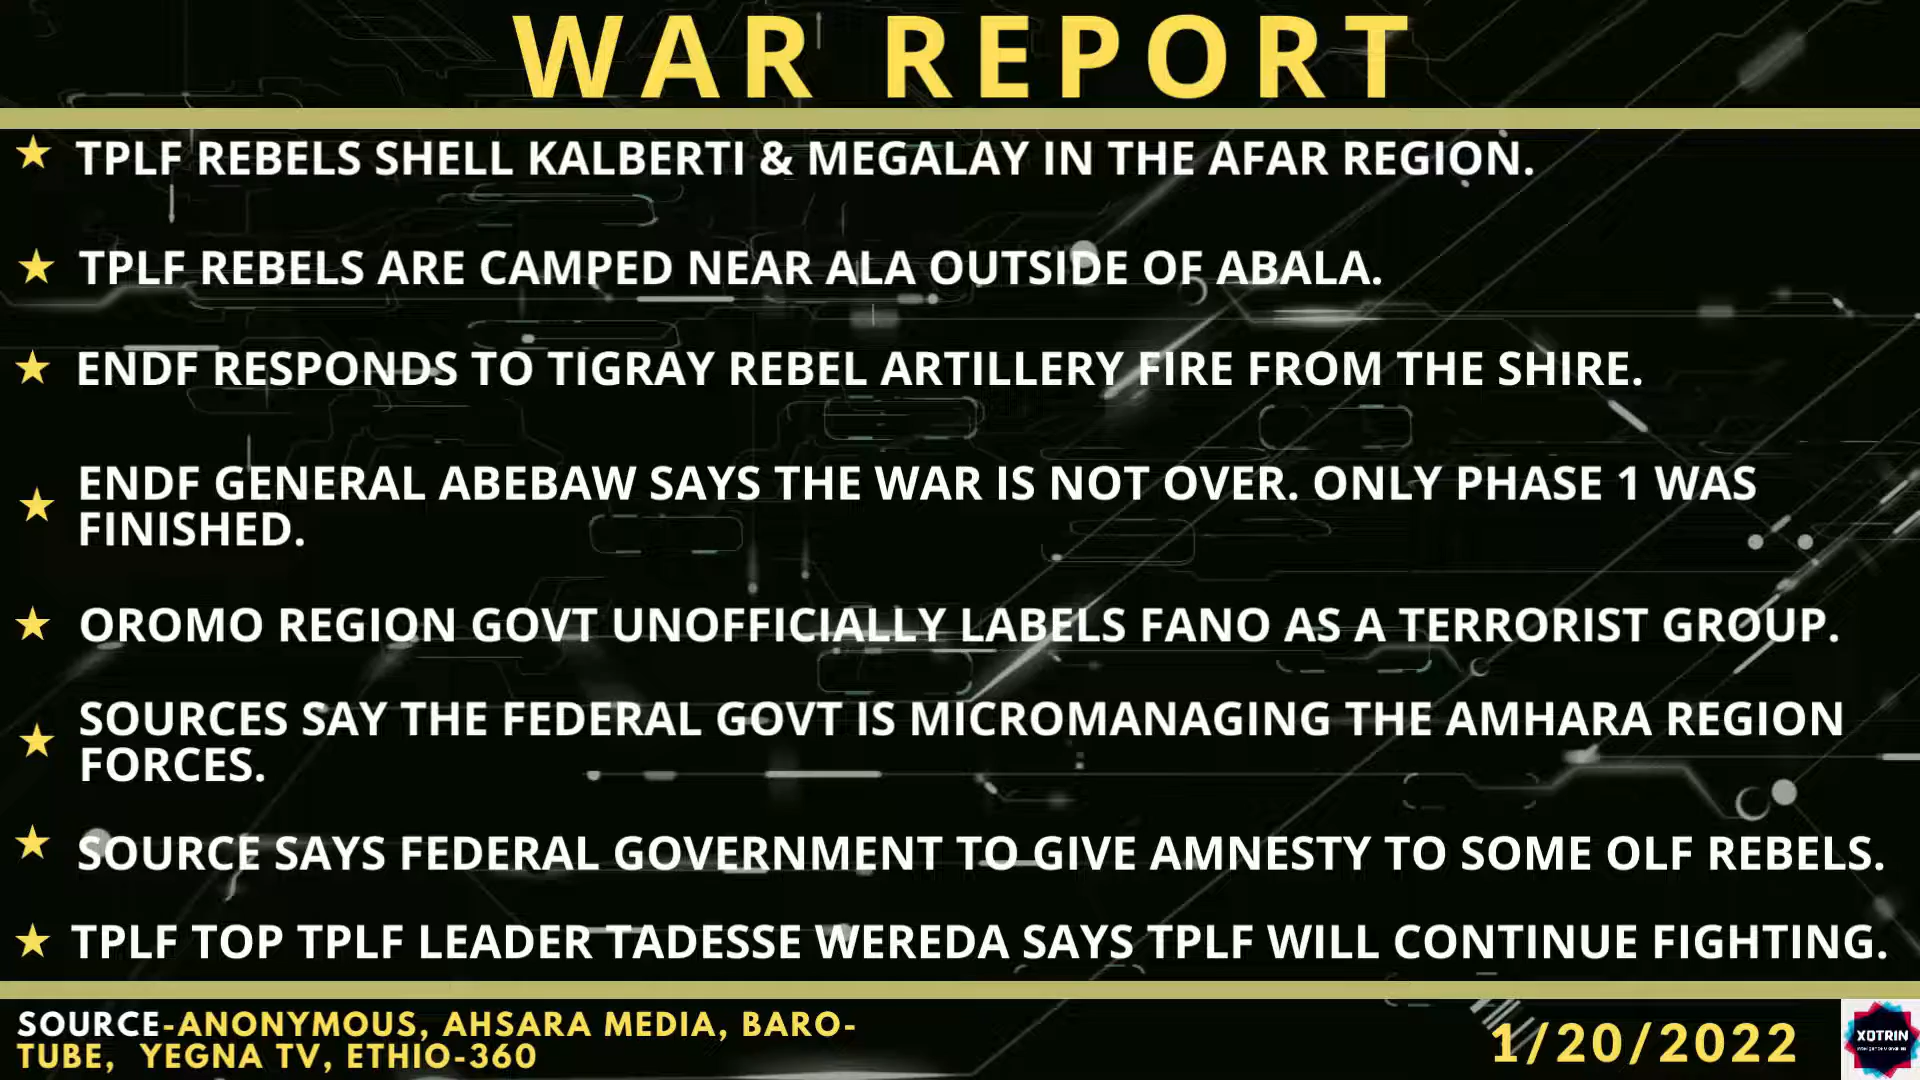 WAR REPORT
TPLF REBELS SHELL KALBERTI & MEGALAY IN THE AFAR REGION.
TPLF REBELS ARE CAMPED NEAR ALA OUTSIDE OF ABALA.
ENDF RESPONDS TO TIGRAY REBEL ARTILLERY FIRE FROM THE SHIRE.
ENDF GENERAL ABEBAW SAYS THE WAR IS NOT OVER. ONLY PHASE 1 WAS
FINISHED.
OROMO REGION GOVT UNOFFICIALLY LABELS FANO AS A TERRORIST GROUP.
SOURCES SAY THE FEDERAL GOVT IS MICROMANAGING THE AMHARA REGION
FORCES.
SOURCE SAYS FEDERAL GOVERNMENT TO GIVE AMNESTY TO SOME OLF REBELS.
TPLF TOP TPLF LEADER TADESSE WEREDA SAYS TPLF WILL CONTINUE FIGHTING.
SOURCE-ANONYMOUS, AHSARA MEDIA, BARO-
TUBE, YEGNA TV, ETHIO-360
1/20/2022
XOTRIN